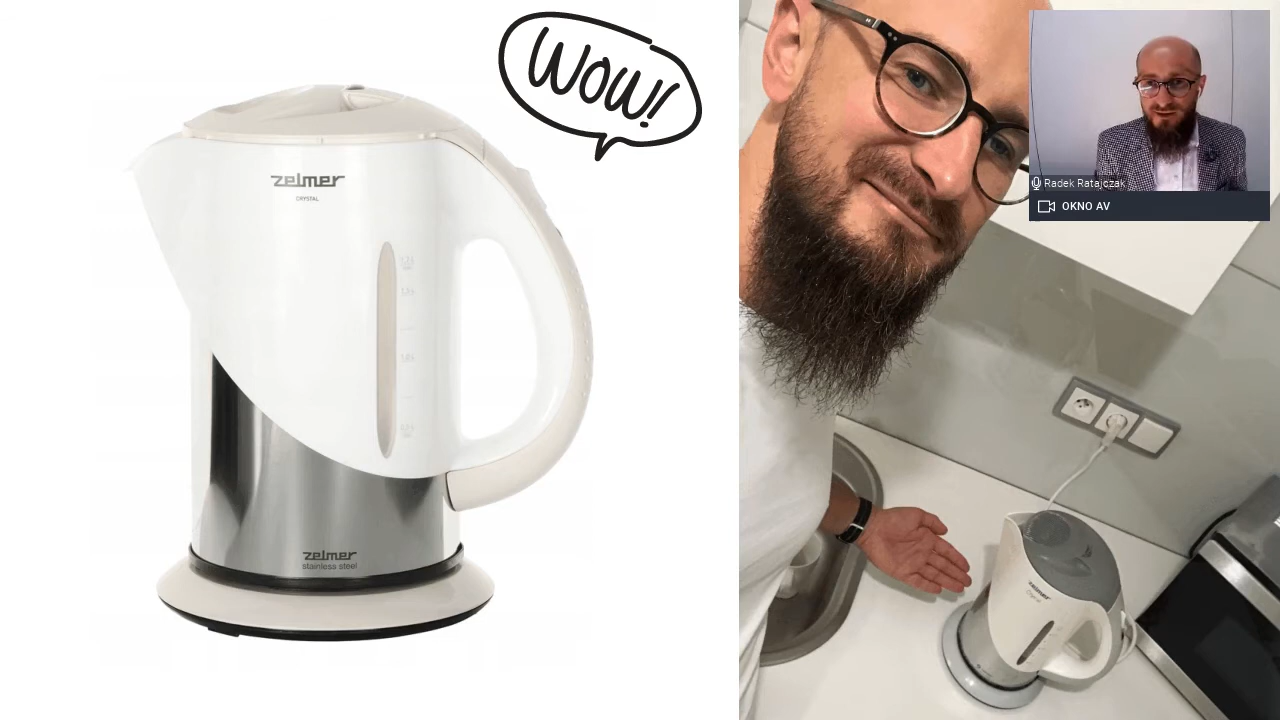 WOW!
zelmer
CRYSTAL
zelmer
stainless steel
Radek Ratajczak
OKNO AV
zelmer